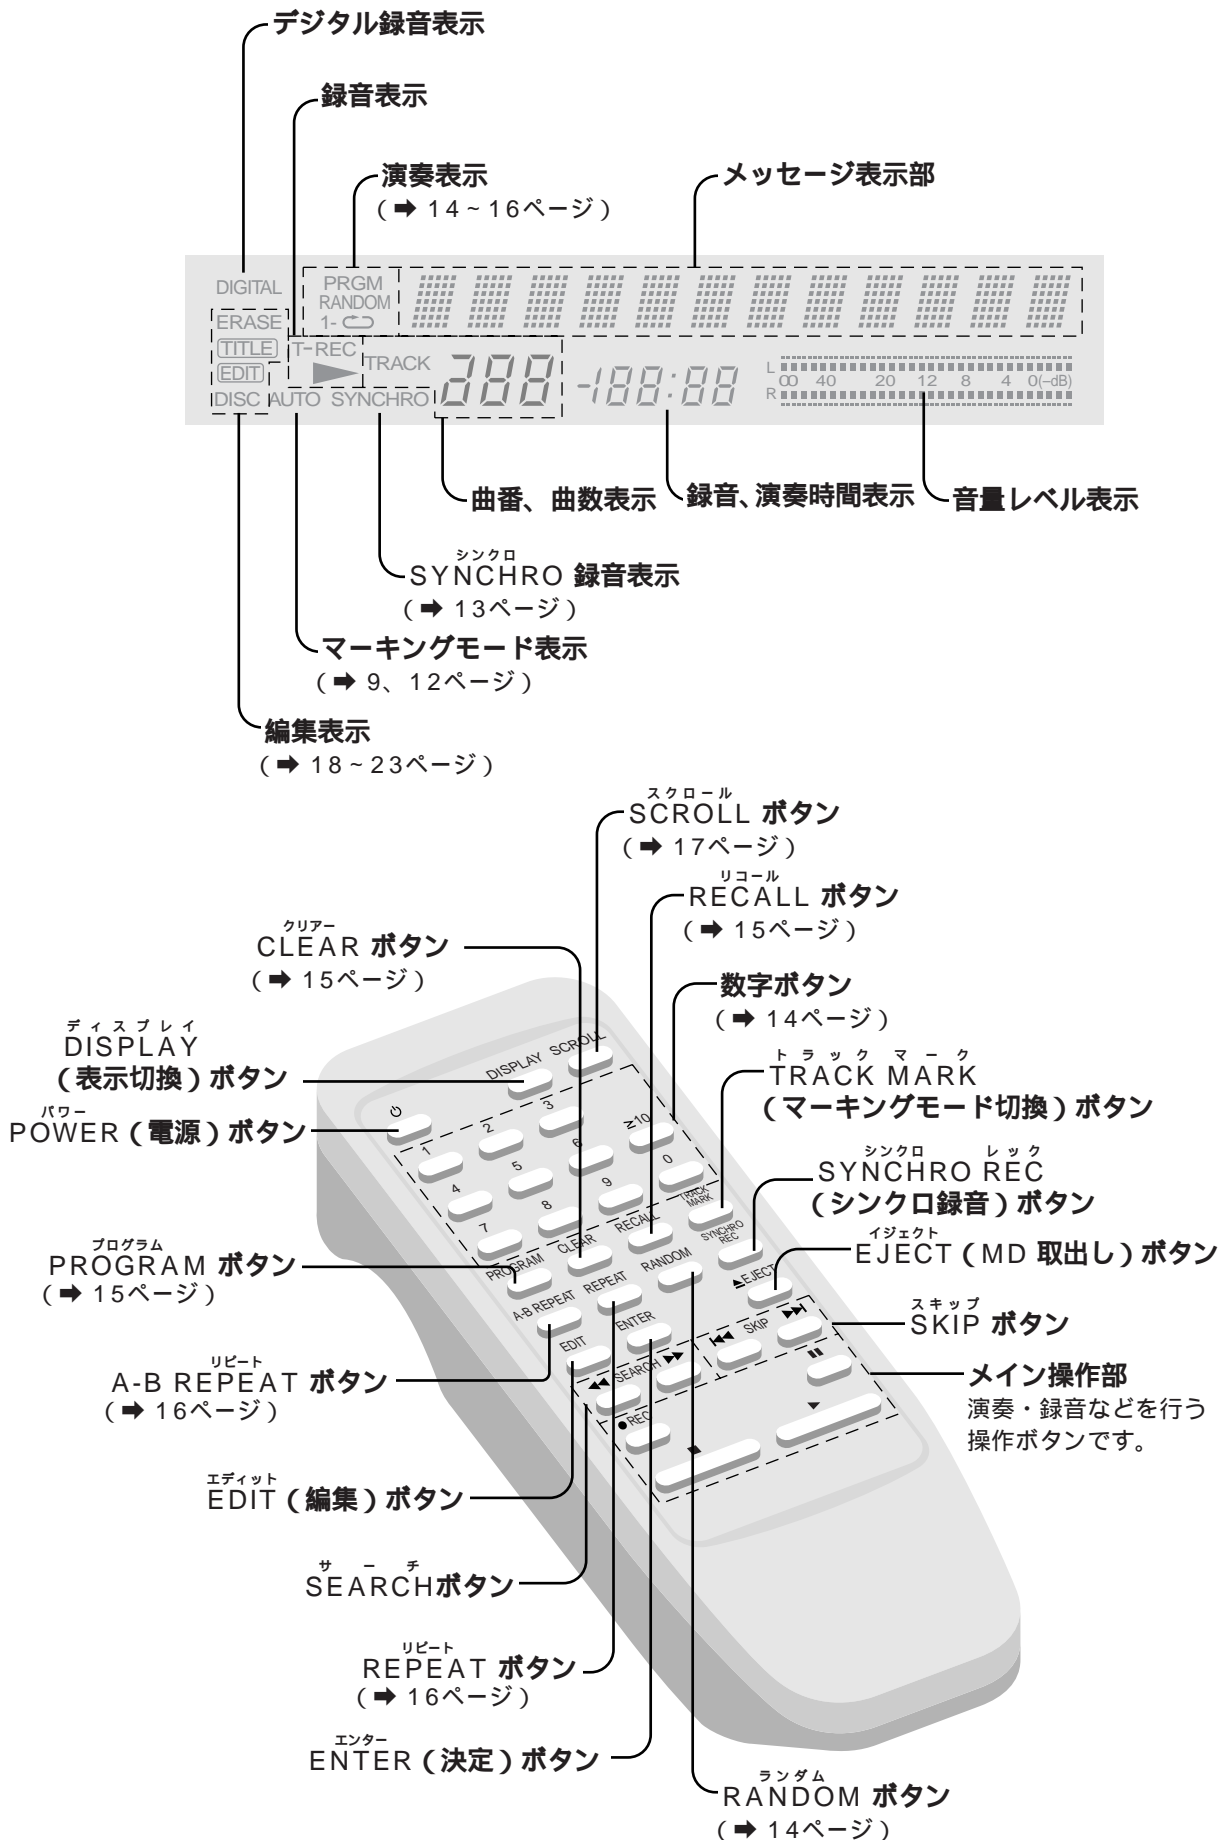 デジタル録音表示
録音表示
演奏表示
(➡ 14~16ページ)
メッセージ表示部
DIGITAL
PRGM
RANDOM
1-
ERASE
TITLE
EDIT
DISC
T-REC
TRACK
AUTO SYNCHRO
288
-188:88
L
∞ 40 20 12 8 4 0(-dB)
R
曲番、曲数表示
録音、演奏時間表示
音量レベル表示
シンクロ
SYNCHRO 録音表示
(➡ 13ページ)
マーキングモード表示
(➡ 9、12ページ)
編集表示
(➡ 18~23ページ)
スクロール
SCROLL ボタン
(➡ 17ページ)
リコール
RECALL ボタン
(➡ 15ページ)
クリアー
CLEAR ボタン
(➡ 15ページ)
数字ボタン
(➡ 14ページ)
ディスプレイ
DISPLAY
(表示切換)ボタン
トラック マーク
TRACK MARK
(マーキングモード切換)ボタン
パワー
POWER(電源)ボタン
シンクロ レック
SYNCHRO REC
(シンクロ録音)ボタン
イジェクト
EJECT(MD 取出し)ボタン
プログラム
PROGRAM ボタン
(➡ 15ページ)
スキップ
SKIP ボタン
リピート
A-B REPEAT ボタン
(➡ 16ページ)
メイン操作部
演奏・録音などを行う
操作ボタンです。
エディット
EDIT(編集)ボタン
サーチ
SEARCHボタン
リピート
REPEAT ボタン
(➡ 16ページ)
エンター
ENTER(決定)ボタン
ランダム
RANDOM ボタン
(➡ 14ページ)
DISPLAY SCROLL
⏻
1 2 3
4 5 6 ≥10
7 8 9 0
PROGRAM CLEAR RECALL TRACK
MARK
A-B REPEAT REPEAT RANDOM SYNCHRO
REC
EDIT ENTER ⏏EJECT
◀◀ SEARCH ▶▶ |◀◀ SKIP ▶▶|
●REC